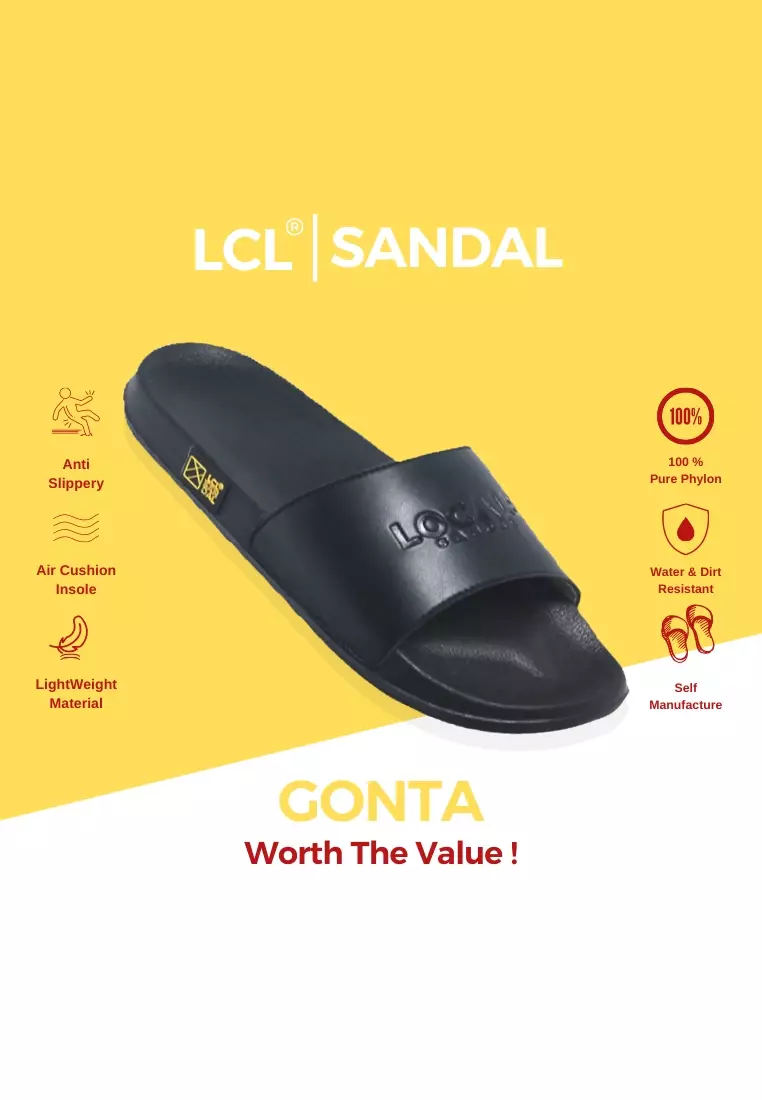 LCL® | SANDAL
Anti
Slippery
Air Cushion
Insole
LightWeight
Material
100%
100 %
Pure Phylon
Water & Dirt
Resistant
Self
Manufacture
LCL
GONTA
Worth The Value !